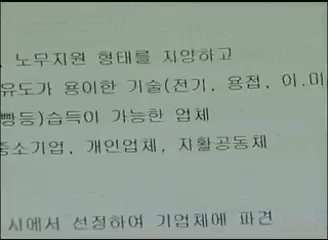 노무지원 형태를 지양하고
유도가 용이한 기술(전기, 용접, 이.미
빵등)습득이 가능한 업체
중소기업, 개인업체, 자활공동체
시에서 선정하여 기업체에 파견